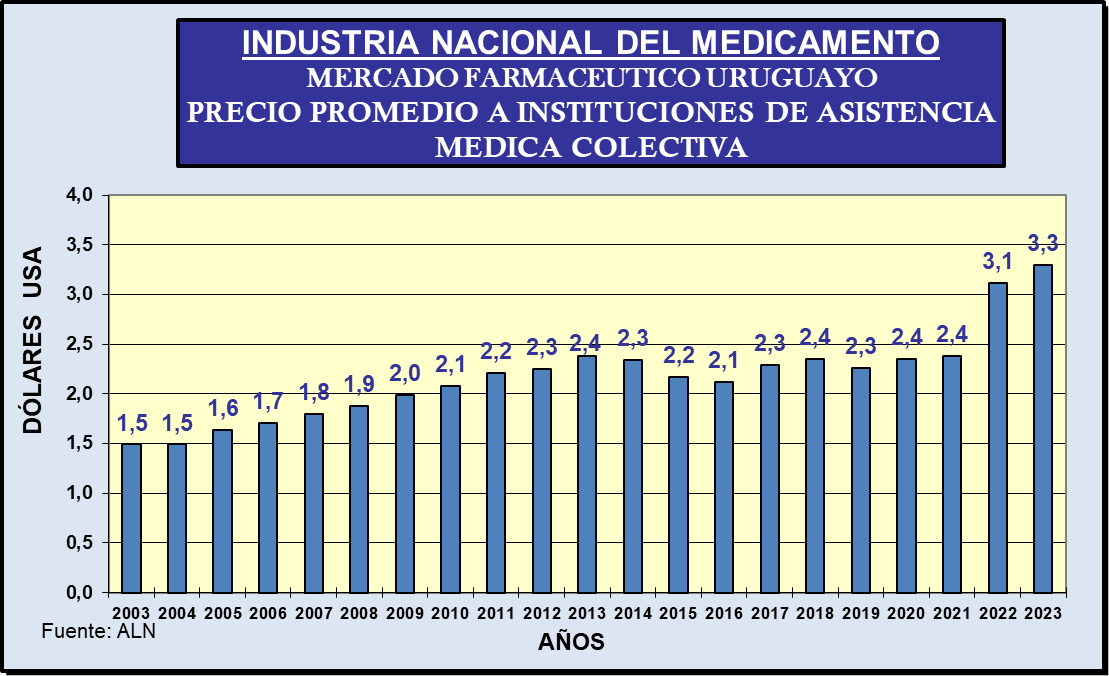 INDUSTRIA NACIONAL DEL MEDICAMENTO
MERCADO FARMACEUTICO URUGUAYO
PRECIO PROMEDIO A INSTITUCIONES DE ASISTENCIA
MEDICA COLECTIVA
DÓLARES USA
4,0
3,5
3,0
2,5
2,0
1,5
1,0
0,5
0,0
1,5 1,5 1,6 1,7 1,8 1,9 2,0 2,1 2,2 2,3 2,4 2,3 2,2 2,1 2,3 2,4 2,3 2,4 2,4 3,1 3,3
2003 2004 2005 2006 2007 2008 2009 2010 2011 2012 2013 2014 2015 2016 2017 2018 2019 2020 2021 2022 2023
Fuente: ALN
AÑOS